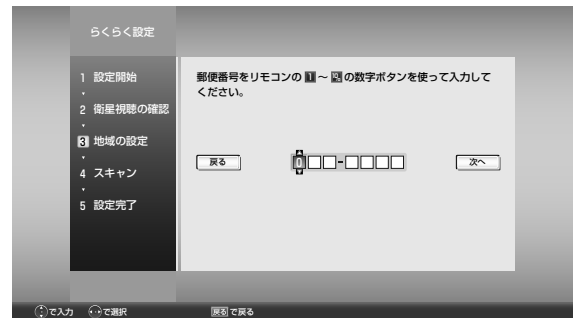 らくらく設定
1 設定開始
2 衛星視聴の確認
3 地域の設定
4 スキャン
5 設定完了
郵便番号をリモコンの 1 ~ 10 の数字ボタンを使って入力して
ください。
戻る
0 - 
次へ
で入力 で選択 戻る で戻る